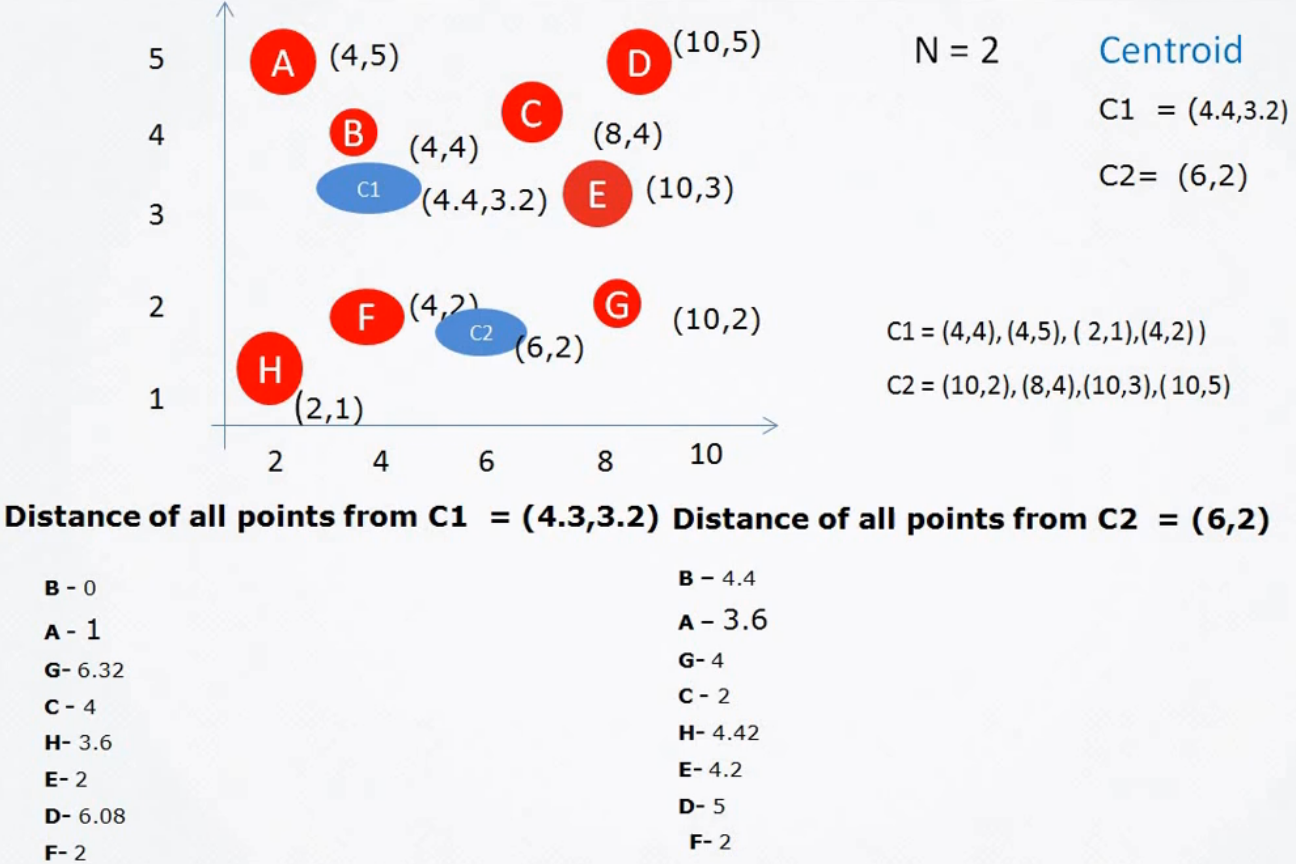 5
A (4,5)
D (10,5)
N = 2
Centroid
C1 = (4.4,3.2)
C2= (6,2)
4
B
(4,4)
C
(8,4)
C1
(4.4,3.2)
E (10,3)
3
2
F (4,2)
C2
(6,2)
G
(10,2)
H
(2,1)
1
2 4 6 8 10
C1 = (4,4), (4,5), ( 2,1),(4,2) )
C2 = (10,2), (8,4),(10,3),( 10,5)
Distance of all points from C1 = (4.3,3.2)
B - 0
A - 1
G- 6.32
C - 4
H- 3.6
E- 2
D- 6.08
F- 2
Distance of all points from C2 = (6,2)
B – 4.4
A – 3.6
G- 4
C - 2
H- 4.42
E- 4.2
D- 5
F- 2